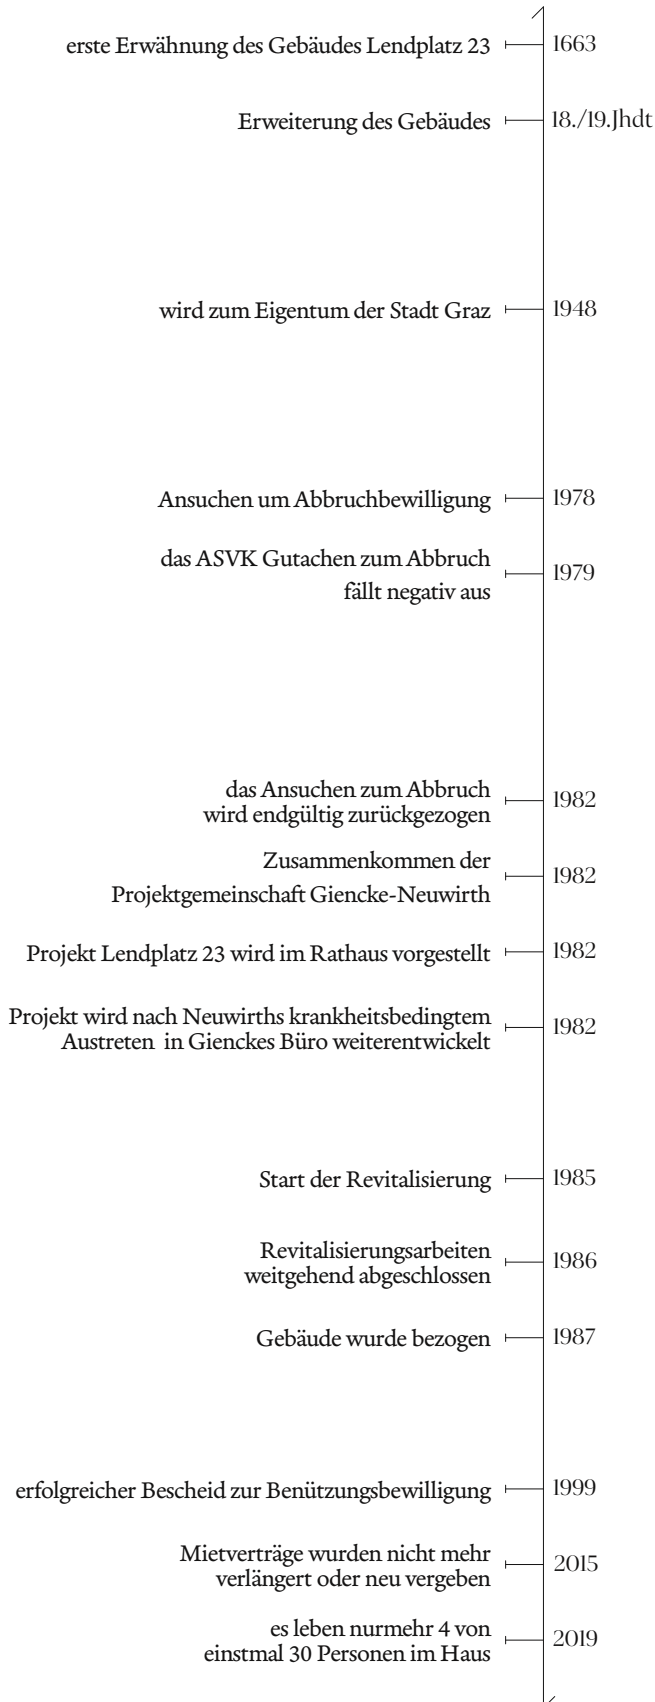 erste Erwähnung des Gebäudes Lendplatz 23 1663
Erweiterung des Gebäudes 18./19.Jhdt
wird zum Eigentum der Stadt Graz 1948
Ansuchen um Abbruchbewilligung 1978
das ASVK Gutachen zum Abbruch
fällt negativ aus 1979
das Ansuchen zum Abbruch
wird endgültig zurückgezogen 1982
Zusammenkommen der
Projektgemeinschaft Giencke-Neuwirth 1982
Projekt Lendplatz 23 wird im Rathaus vorgestellt 1982
Projekt wird nach Neuwirths krankheitsbedingtem
Austreten in Gienckes Büro weiterentwickelt 1982
Start der Revitalisierung 1985
Revitalisierungsarbeiten
weitgehend abgeschlossen 1986
Gebäude wurde bezogen 1987
erfolgreicher Bescheid zur Benützungsbewilligung 1999
Mietverträge wurden nicht mehr
verlängert oder neu vergeben 2015
es leben nurmehr 4 von
einstmal 30 Personen im Haus 2019